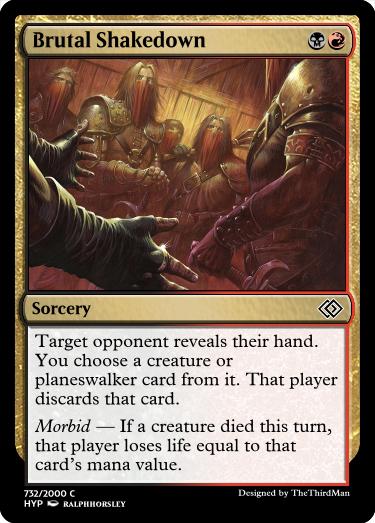 Brutal Shakedown
Sorcery
Target opponent reveals their hand.
You choose a creature or
planeswalker card from it. That player
discards that card.
Morbid — If a creature died this turn,
that player loses life equal to that
card's mana value.
732/2000 C
HYP RALPHHORSLEY
Designed by TheThirdMan